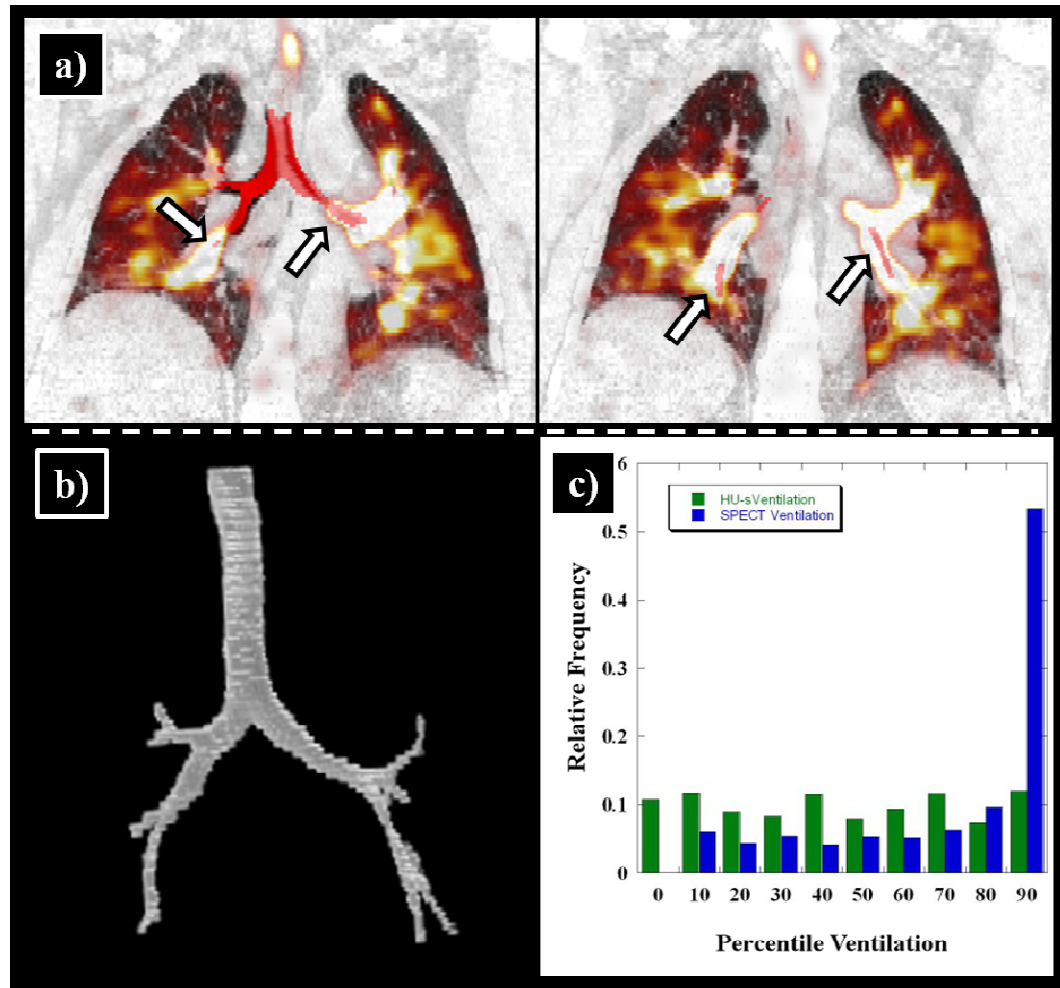 a)
b)
c)
6
0.5
0.4
0.3
0.2
0.1
0
HU-sVentilation
SPECT Ventilation
Relative Frequency
0 10 20 30 40 50 60 70 80 90
Percentile Ventilation